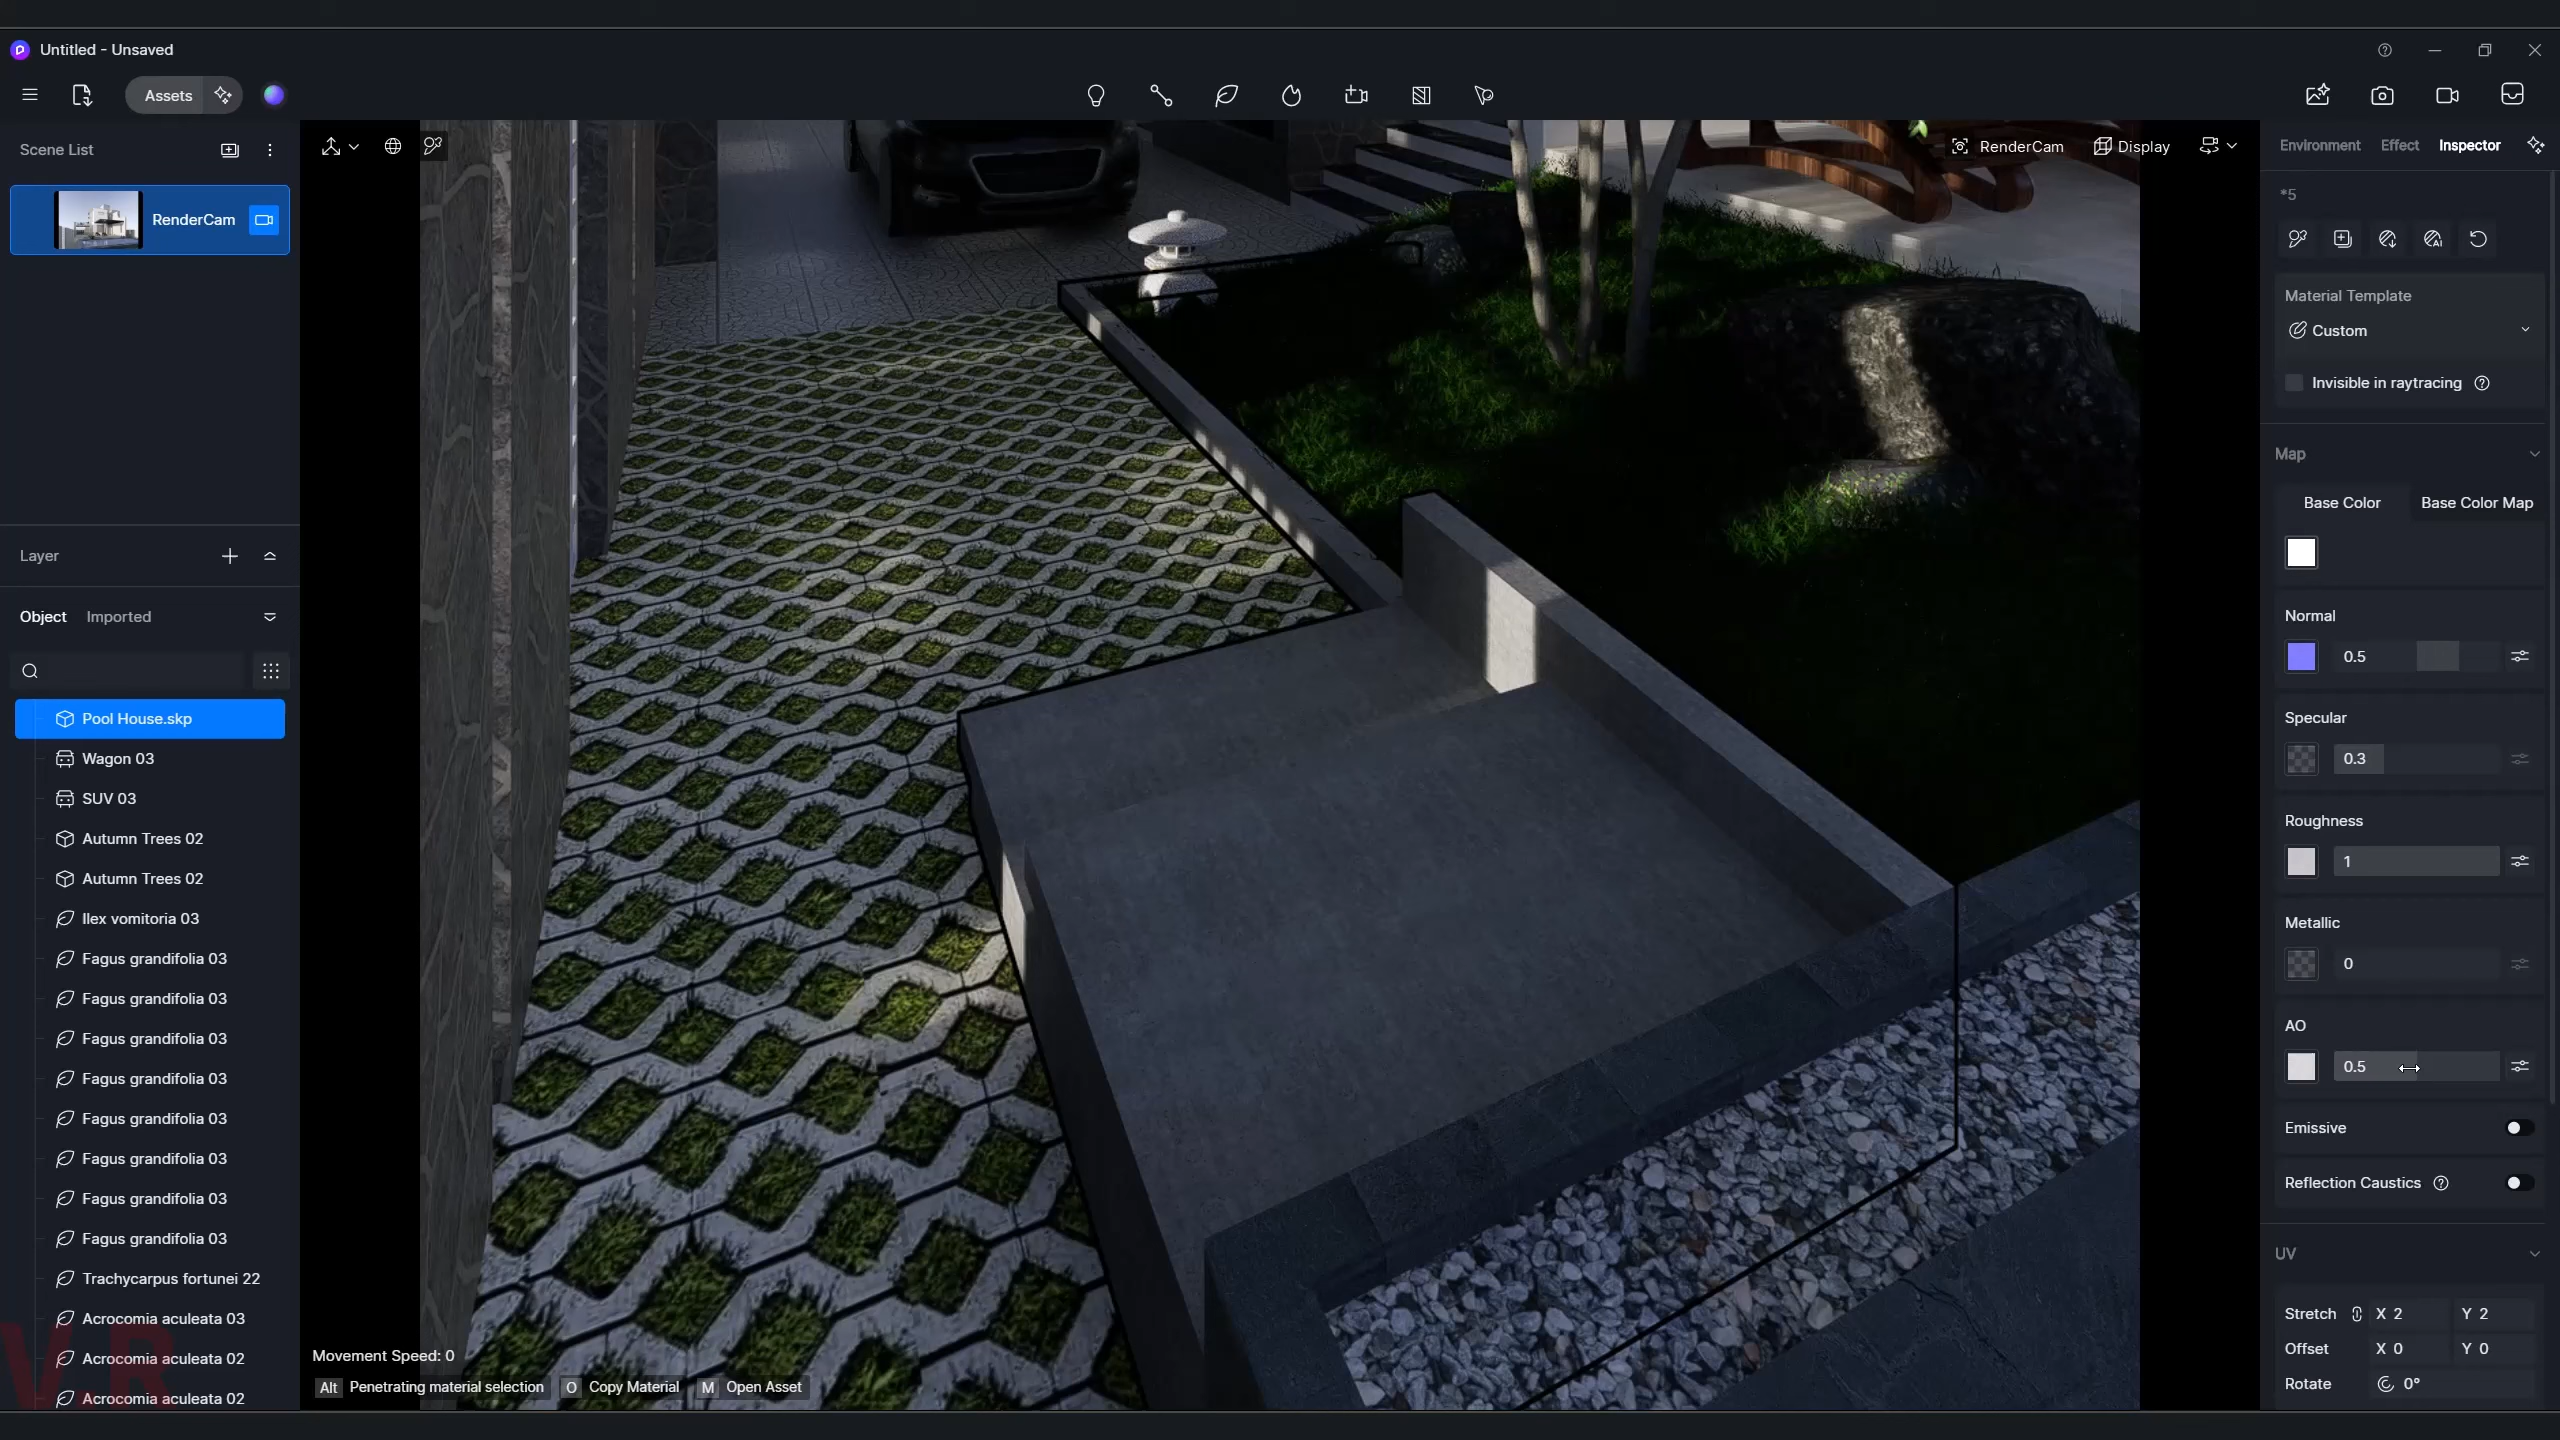 Untitled - Unsaved
Assets
Scene List
RenderCam
Display
Environment
Effect
Inspector
RenderCam
*5
Material Template
Custom
Invisible in raytracing
Map
Base Color
Base Color Map
Layer
Object
Imported
Normal
0.5
Pool House.skp
Specular
Wagon 03
0.3
SUV 03
Autumn Trees 02
Roughness
1
Autumn Trees 02
Ilex vomitoria 03
Metallic
Fagus grandifolia 03
0
Fagus grandifolia 03
AO
Fagus grandifolia 03
0.5
Fagus grandifolia 03
Fagus grandifolia 03
Emissive
Fagus grandifolia 03
Reflection Caustics
Fagus grandifolia 03
Fagus grandifolia 03
UV
Trachycarpus fortunei 22
Stretch X 2 Y 2
Acrocomia aculeata 03
Offset X 0 Y 0
Acrocomia aculeata 02
Movement Speed: 0
Rotate 0°
Alt Penetrating material selection O Copy Material M Open Asset
Acrocomia aculeata 02
VR